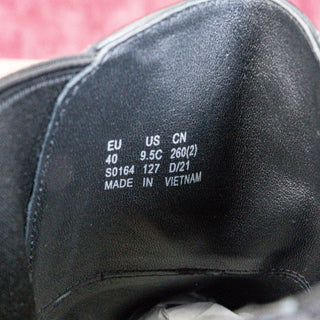 EU US CN
40 9.5C 260(2)
S0164 127 D/21
MADE IN VIETNAM